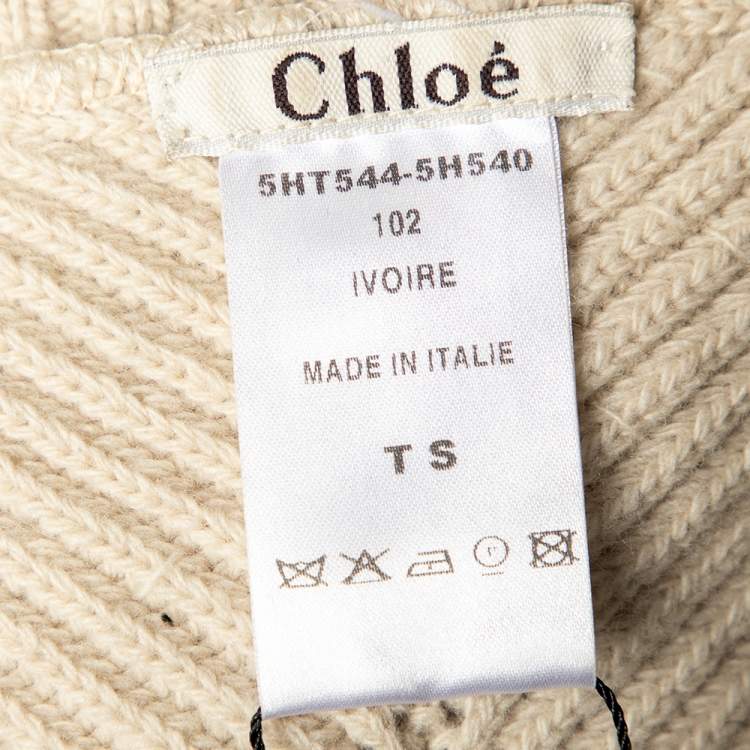 Chloé
5HT544-5H540
102
IVOIRE
MADE IN ITALIE
T S